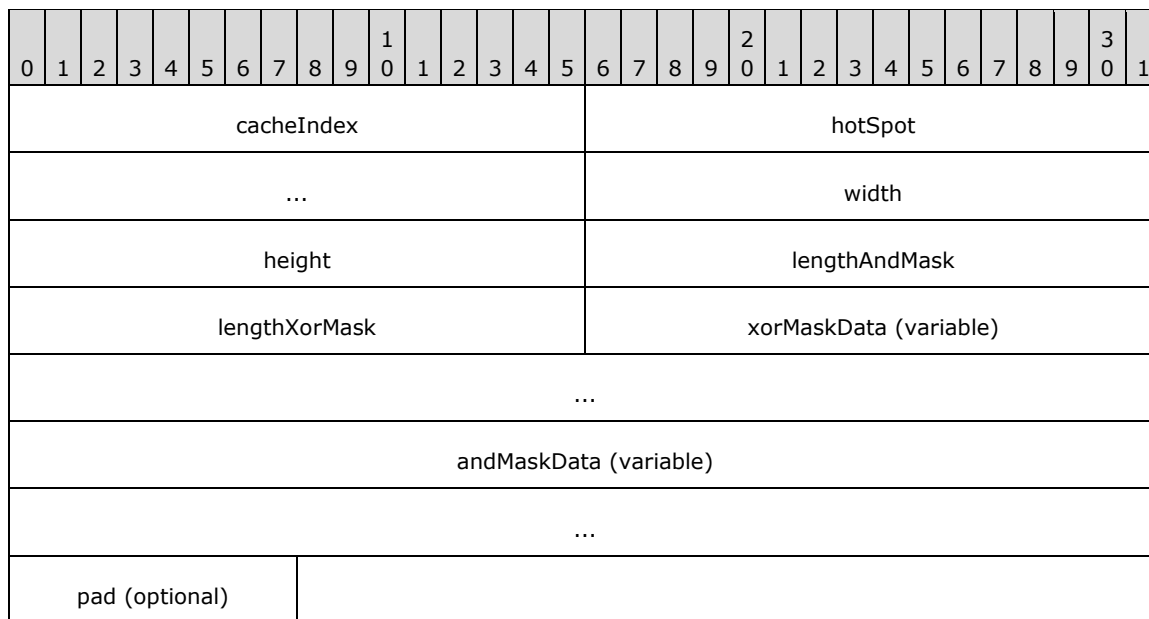 1 2 3
0 1 2 3 4 5 6 7 8 9 0 1 2 3 4 5 6 7 8 9 0 1 2 3 4 5 6 7 8 9 0 1
cacheIndex hotSpot
... width
height lengthAndMask
lengthXorMask xorMaskData (variable)
...
andMaskData (variable)
...
pad (optional)